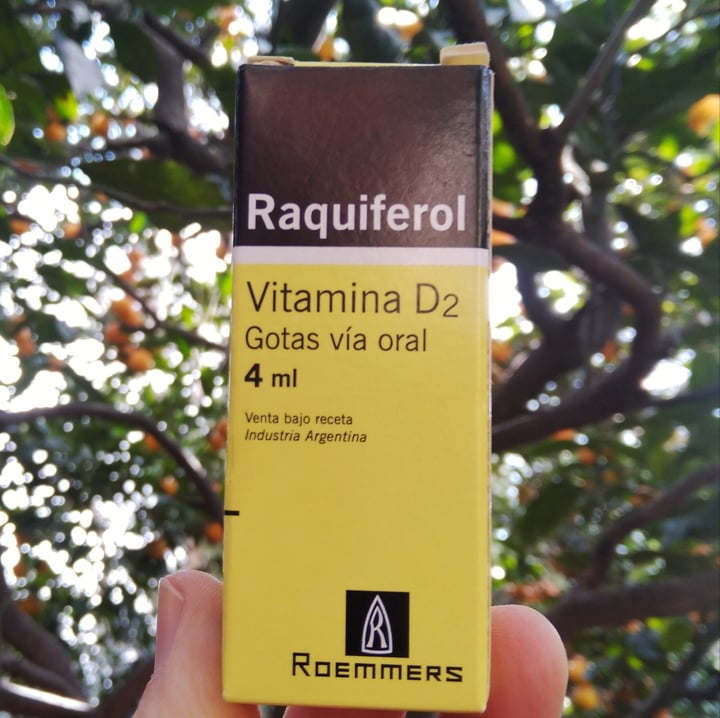 Raquiferol
Vitamina D2
Gotas vía oral
4 ml
Venta bajo receta
Industria Argentina
R
ROEMMERS